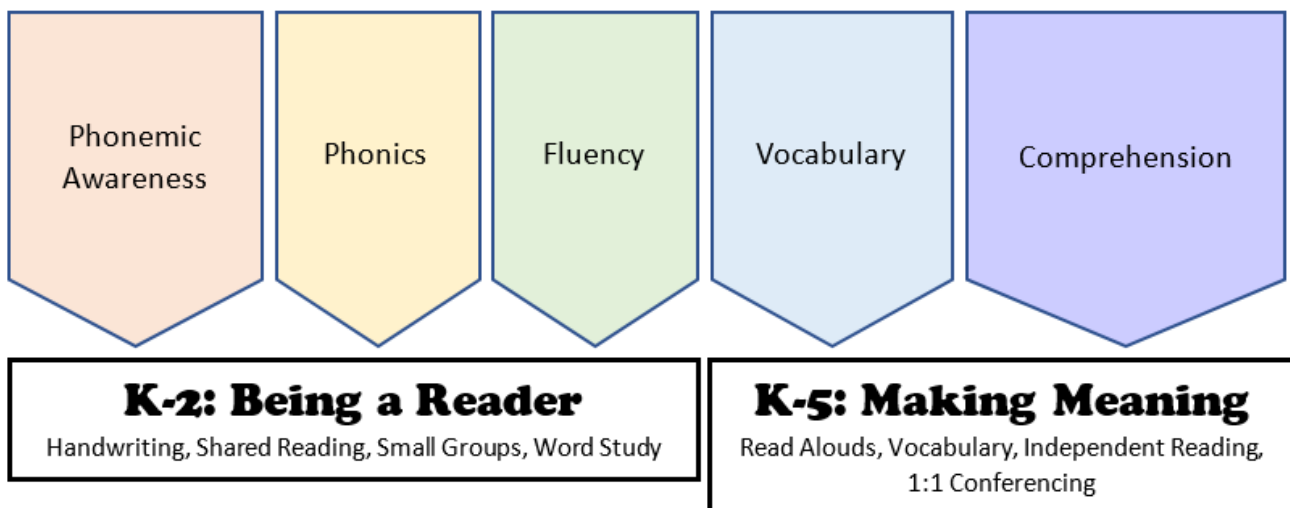 Phonemic
Awareness
Phonics
Fluency
Vocabulary
Comprehension
K-2: Being a Reader
Handwriting, Shared Reading, Small Groups, Word Study
K-5: Making Meaning
Read Alouds, Vocabulary, Independent Reading,
1:1 Conferencing